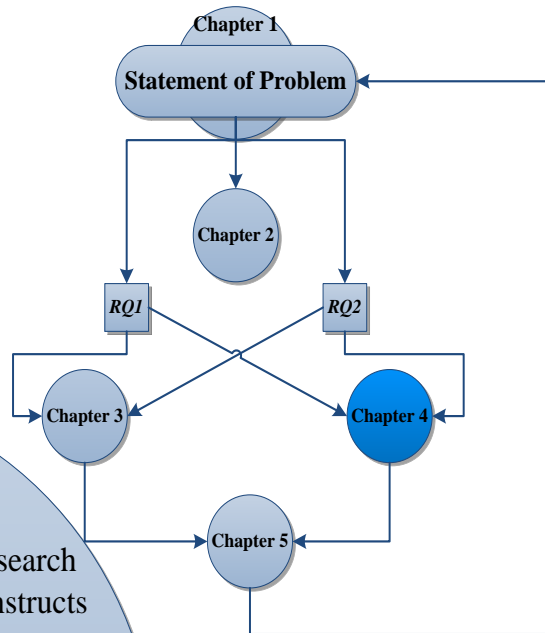 Chapter 1
Statement of Problem
Chapter 2
RQ1
RQ2
Chapter 3
Chapter 4
Chapter 5
search
nstructs